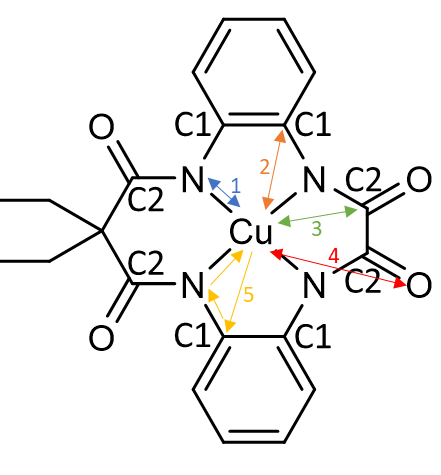 C1 C1
O
2
N 1 N C2 O
C2
Cu 3
C2 4
N 5 N C2 O
O C1 C1